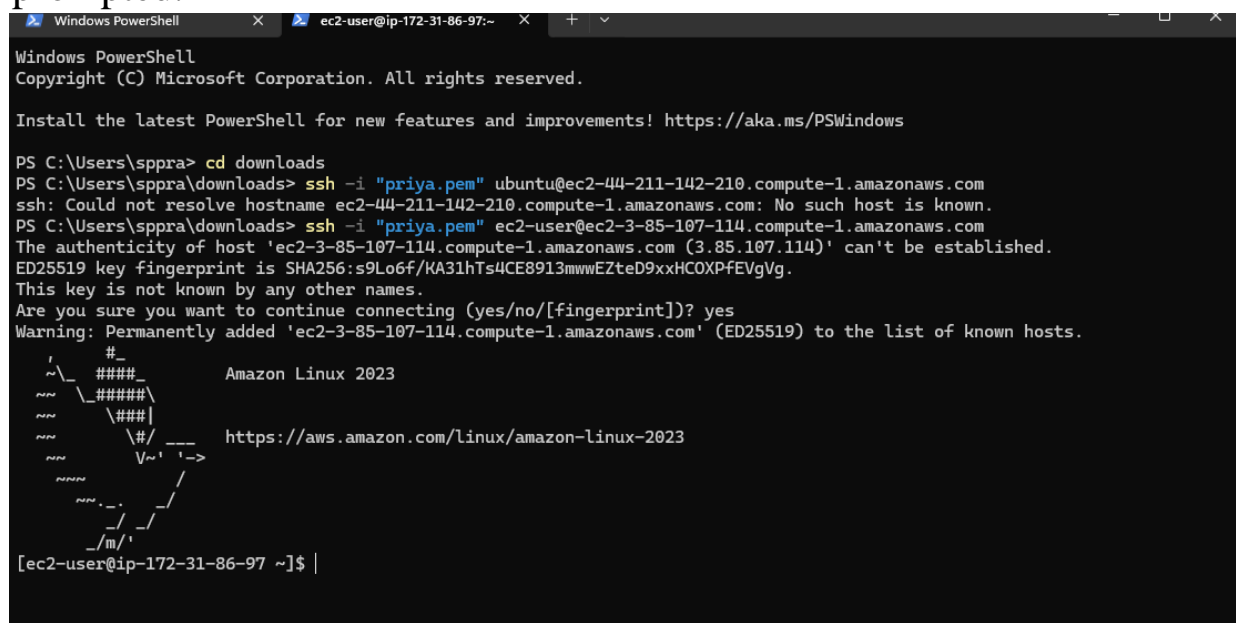 prompted.
Windows PowerShell
ec2-user@ip-172-31-86-97:~
Windows PowerShell
Copyright (C) Microsoft Corporation. All rights reserved.
Install the latest PowerShell for new features and improvements! https://aka.ms/PSWindows
PS C:\Users\sppra> cd downloads
PS C:\Users\sppra\downloads> ssh -i "priya.pem" ubuntu@ec2-44-211-142-210.compute-1.amazonaws.com
ssh: Could not resolve hostname ec2-44-211-142-210.compute-1.amazonaws.com: No such host is known.
PS C:\Users\sppra\downloads> ssh -i "priya.pem" ec2-user@ec2-3-85-107-114.compute-1.amazonaws.com
The authenticity of host 'ec2-3-85-107-114.compute-1.amazonaws.com (3.85.107.114)' can't be established.
ED25519 key fingerprint is SHA256:s9Lo6f/KA31hTs4CE8913mwwEZteD9xxHCOXPfEVgVg.
This key is not known by any other names.
Are you sure you want to continue connecting (yes/no/[fingerprint])? yes
Warning: Permanently added 'ec2-3-85-107-114.compute-1.amazonaws.com' (ED25519) to the list of known hosts.
   ,     #_
   ~\_  ####_        Amazon Linux 2023
  ~~  \_#####\
  ~~     \###|
  ~~       \#/ ___   https://aws.amazon.com/linux/amazon-linux-2023
   ~~       V~' '->
    ~~~         /
      ~~._.   _/
         _/ _/
       _/m/'
[ec2-user@ip-172-31-86-97 ~]$